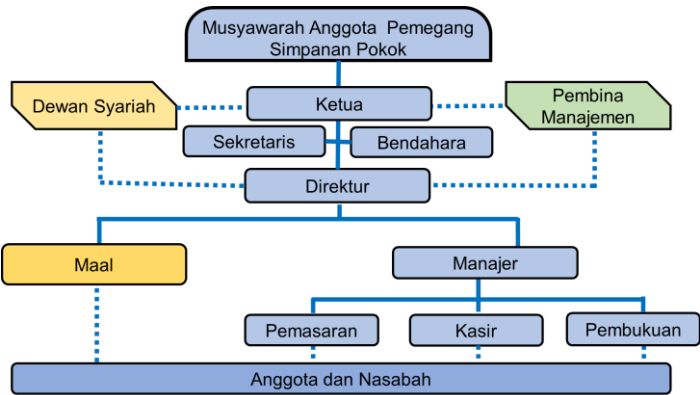 Musyawarah Anggota Pemegang
Simpanan Pokok
Dewan Syariah
Ketua
Pembina
Manajemen
Sekretaris
Bendahara
Direktur
Maal
Manajer
Pemasaran
Kasir
Pembukuan
Anggota dan Nasabah